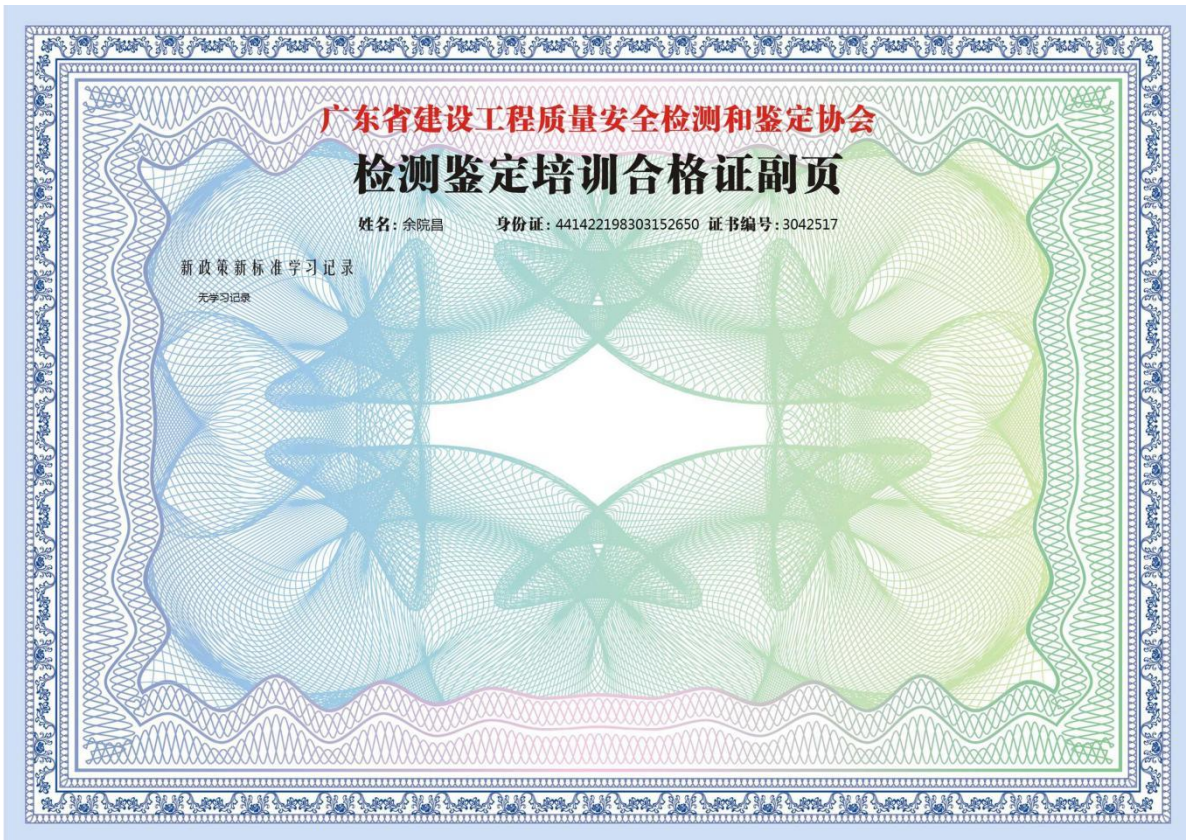 广东省建设工程质量安全检测和鉴定协会
检测鉴定培训合格证副页
姓名: 余院昌 身份证: 441422198303152650 证书编号: 3042517
新政策新标准学习记录
无学习记录